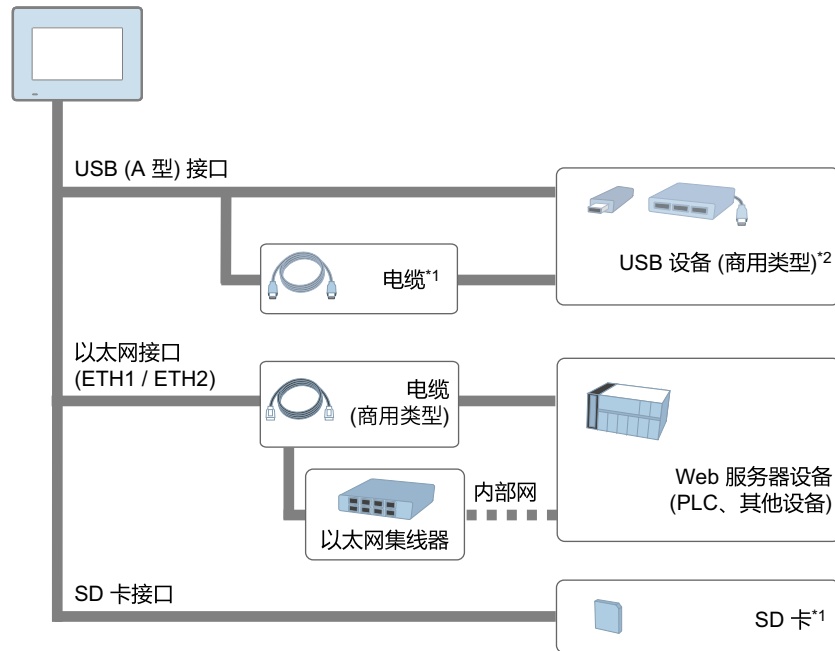 USB (A 型) 接口
USB 设备 (商用类型)*2
电缆*1
以太网接口
(ETH1 / ETH2)
电缆
(商用类型)
Web 服务器设备
(PLC、其他设备)
内部网
以太网集线器
SD 卡接口
SD 卡*1